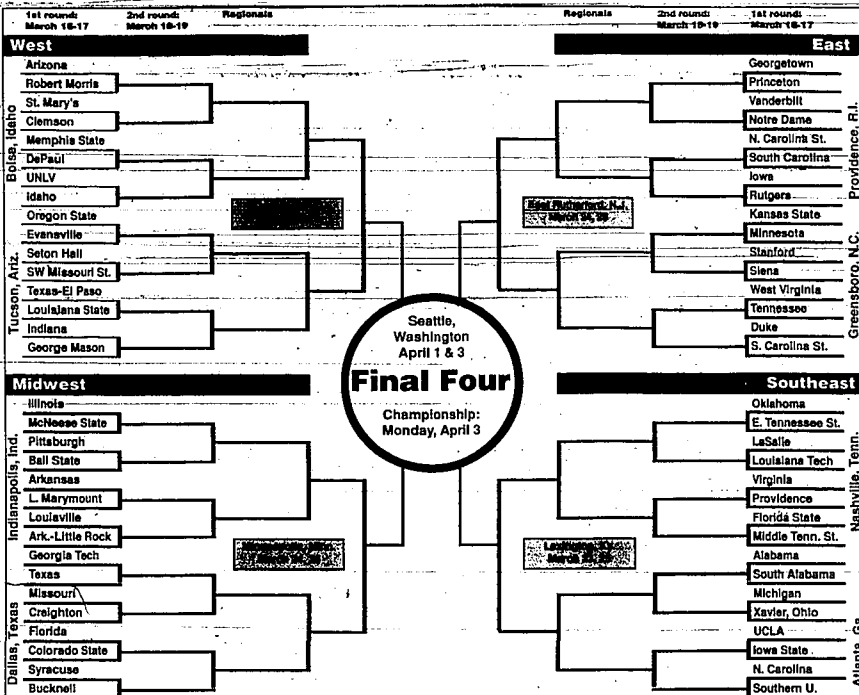 1st round:
March 16-17
2nd round:
March 18-19
Regionals
Regionals
2nd round:
March 18-19
1st round:
March 16-17
West
Boise, Idaho
Arizona
Robert Morris
St. Mary's
Clemson
Memphis State
DePaul
UNLV
Idaho
Tucson, Ariz.
Oregon State
Evansville
Seton Hall
SW Missouri St.
Texas-El Paso
Louisiana State
Indiana
George Mason
East
Georgetown
Princeton
Vanderbilt
Notre Dame
N. Carolina St.
South Carolina
Iowa
Rutgers
Providence, R.I.
Kansas State
Minnesota
Stanford
Siena
West Virginia
Tennessee
Duke
S. Carolina St.
Greensboro, N.C.
East Rutherford, N.J.
Seattle,
Washington
April 1 & 3
Final Four
Championship:
Monday, April 3
Midwest
Indianapolis, Ind.
Illinois
McNeese State
Pittsburgh
Ball State
Arkansas
L. Marymount
Louisville
Ark.-Little Rock
Dallas, Texas
Georgia Tech
Texas
Missouri
Creighton
Florida
Colorado State
Syracuse
Bucknell
Southeast
Oklahoma
E. Tennessee St.
LaSalle
Louisiana Tech
Virginia
Providence
Florida State
Middle Tenn. St.
Nashville, Tenn.
Alabama
South Alabama
Michigan
Xavier, Ohio
UCLA
Iowa State
N. Carolina
Southern U.
Atlanta, Ga.